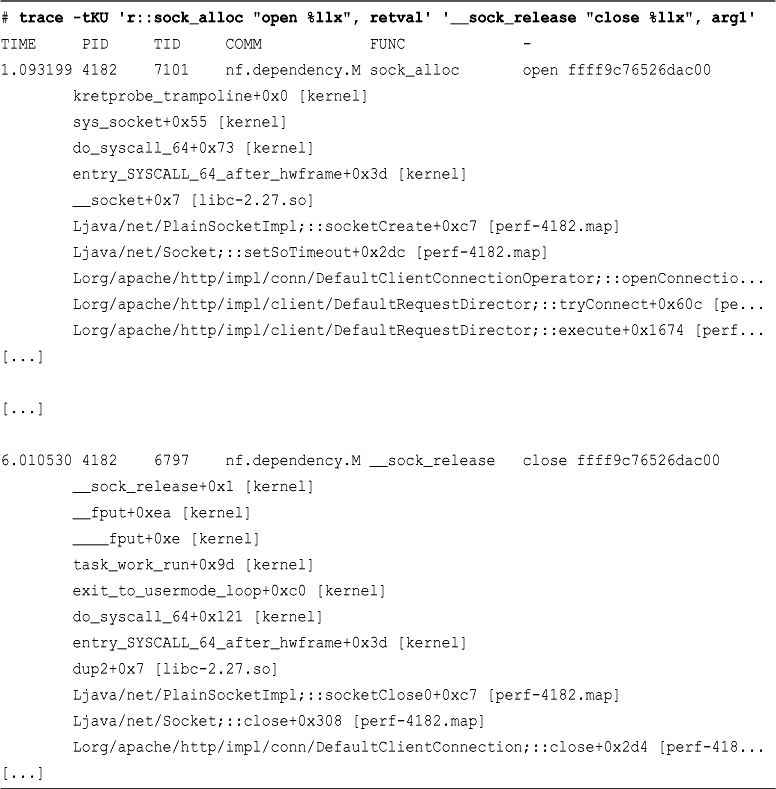 # trace -tKU 'r::sock_alloc "open %llx", retval' '__sock_release "close %llx", arg1'
TIME PID TID COMM FUNC -
1.093199 4182 7101 nf.dependency.M sock_alloc open ffff9c76526dac00
kretprobe_trampoline+0x0 [kernel]
sys_socket+0x55 [kernel]
do_syscall_64+0x73 [kernel]
entry_SYSCALL_64_after_hwframe+0x3d [kernel]
__socket+0x7 [libc-2.27.so]
Ljava/net/PlainSocketImpl;::socketCreate+0xc7 [perf-4182.map]
Ljava/net/Socket;::setSoTimeout+0x2dc [perf-4182.map]
Lorg/apache/http/impl/conn/DefaultClientConnectionOperator;::openConnectio...
Lorg/apache/http/impl/client/DefaultRequestDirector;::tryConnect+0x60c [pe...
Lorg/apache/http/impl/client/DefaultRequestDirector;::execute+0x1674 [perf...
[...]
[...]
6.010530 4182 6797 nf.dependency.M __sock_release close ffff9c76526dac00
__sock_release+0x1 [kernel]
__fput+0xea [kernel]
____fput+0xe [kernel]
task_work_run+0x9d [kernel]
exit_to_usermode_loop+0xc0 [kernel]
do_syscall_64+0x121 [kernel]
entry_SYSCALL_64_after_hwframe+0x3d [kernel]
dup2+0x7 [libc-2.27.so]
Ljava/net/PlainSocketImpl;::socketClose0+0xc7 [perf-4182.map]
Ljava/net/Socket;::close+0x308 [perf-4182.map]
Lorg/apache/http/impl/conn/DefaultClientConnection;::close+0x2d4 [perf-418...
[...]